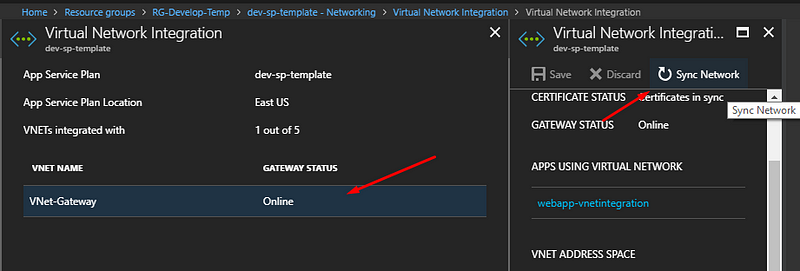 Home > Resource groups > RG-Develop-Temp > dev-sp-template - Networking > Virtual Network Integration > Virtual Network Integration
Virtual Network Integration
dev-sp-template
App Service Plan dev-sp-template
App Service Plan Location East US
VNETs integrated with 1 out of 5
VNET NAME GATEWAY STATUS
VNet-Gateway Online
Virtual Network Integrati...
dev-sp-template
Save Discard Sync Network
CERTIFICATE STATUS Certificates in sync
Sync Network
GATEWAY STATUS Online
APPS USING VIRTUAL NETWORK
webapp-vnetintegration
VNET ADDRESS SPACE